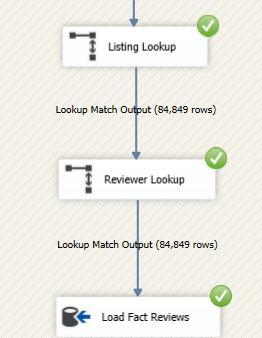 Listing Lookup
Lookup Match Output (84,849 rows)
Reviewer Lookup
Lookup Match Output (84,849 rows)
Load Fact Reviews